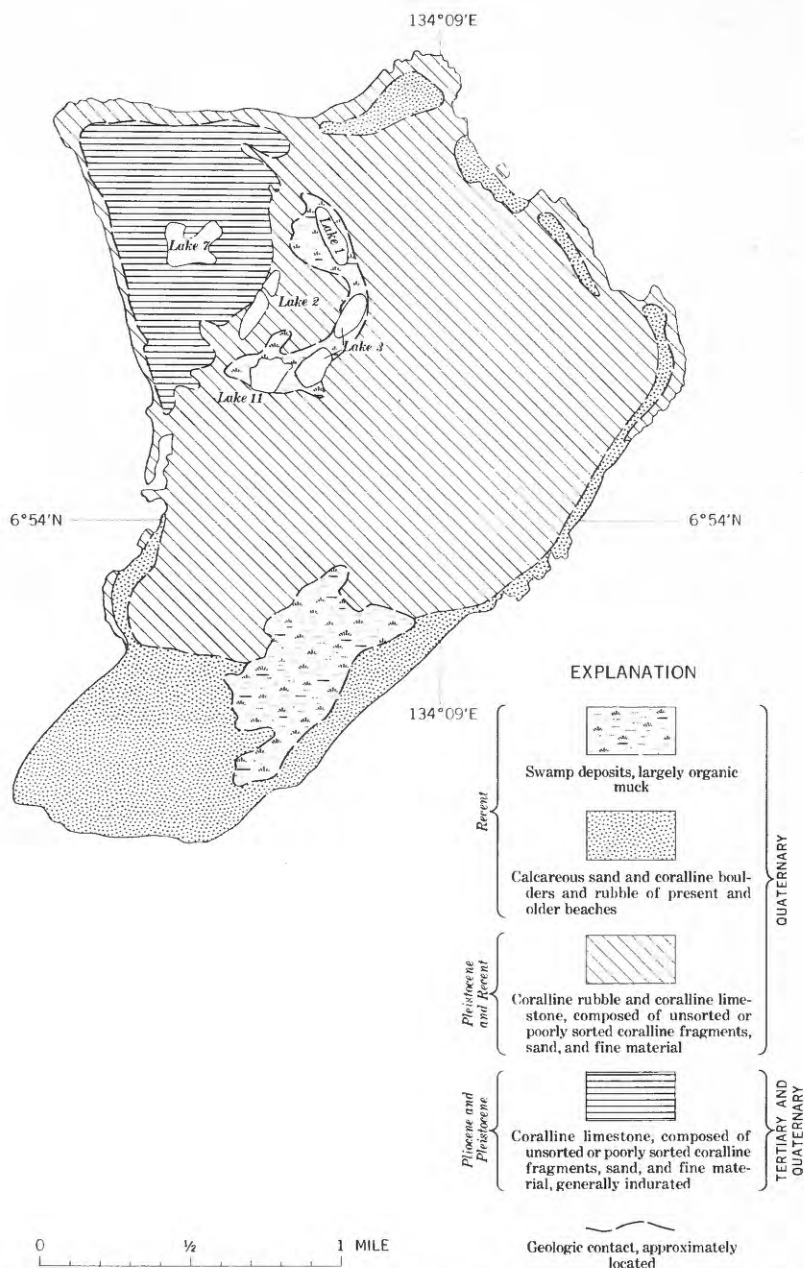 134°09'E
Lake 1
Lake 7
Lake 2
Lake 3
Lake 11
6°54'N
6°54'N
134°09'E
EXPLANATION
Swamp deposits, largely organic
muck
Recent
Calcareous sand and coralline boul-
ders and rubble of present and
older beaches
QUATERNARY
Pleistocene
and Recent
Coralline rubble and coralline lime-
stone, composed of unsorted or
poorly sorted coralline fragments,
sand, and fine material
Pliocene and
Pleistocene
Coralline limestone, composed of
unsorted or poorly sorted coralline
fragments, sand, and fine mate-
rial, generally indurated
TERTIARY AND
QUATERNARY
Geologic contact, approximately
located
0 ½ 1 MILE